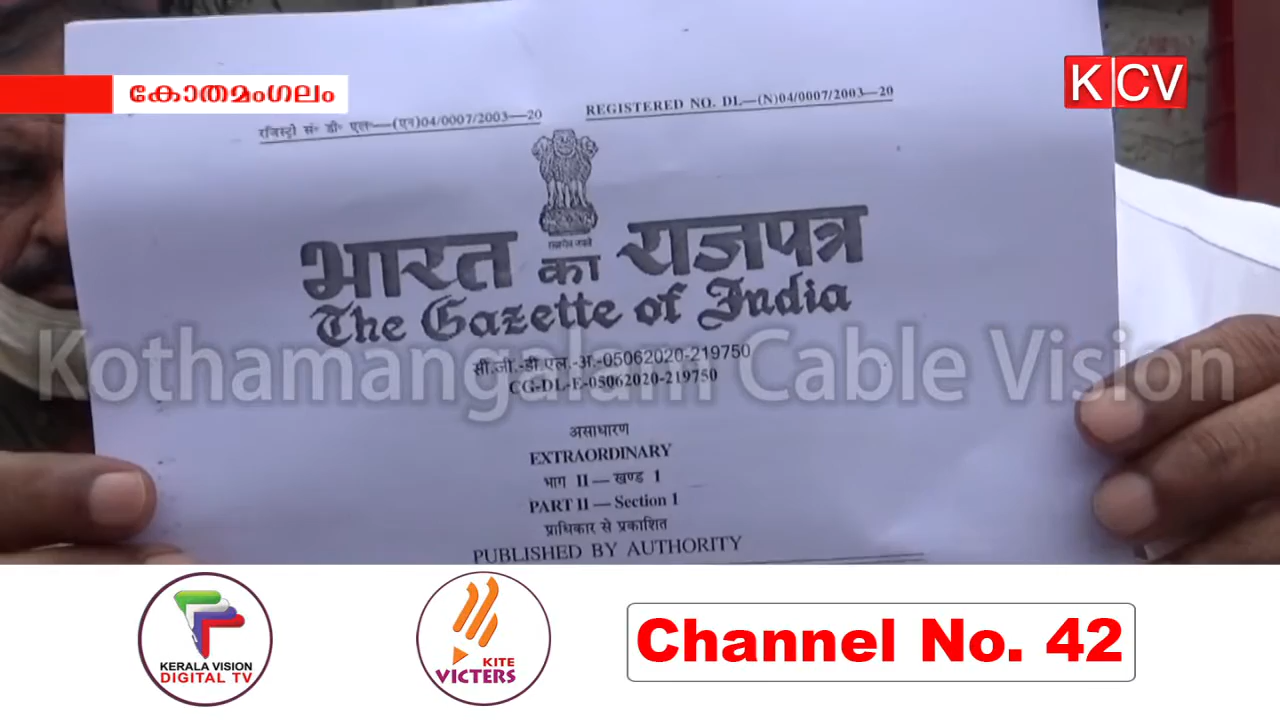 കോതമംഗലം
K CV
रजिस्ट्री सं॰ डी॰ एल॰—(एन)04/0007/2003—20
REGISTERED NO. DL—(N)04/0007/2003—20
भारत का राजपत्र
The Gazette of India
Kothamangalam Cable Vision
सी.जी.-डी.एल.-अ.-05062020-219750
CG-DL-E-05062020-219750
असाधारण
EXTRAORDINARY
भाग II — खण्ड 1
PART II — Section 1
प्राधिकार से प्रकाशित
PUBLISHED BY AUTHORITY
KERALA VISION
DIGITAL TV
KITE
VICTERS
Channel No. 42